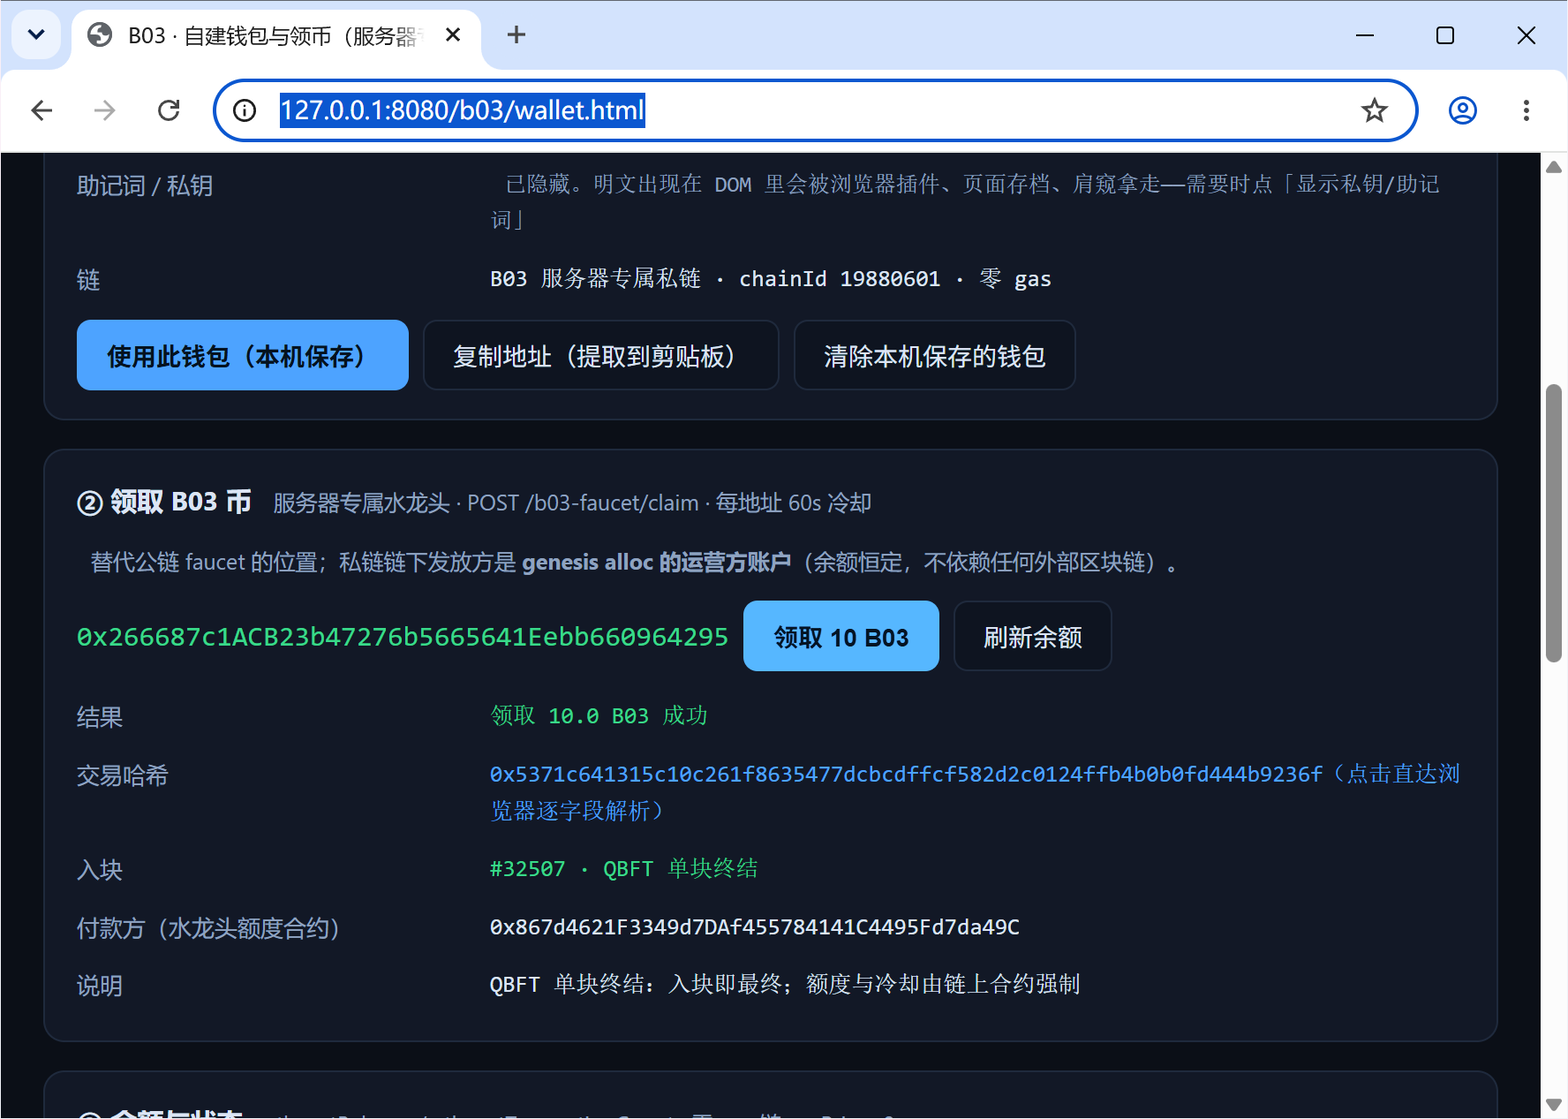 B03 · 自建钱包与领币（服务器
127.0.0.1:8080/b03/wallet.html
助记词 / 私钥
已隐藏。明文出现在 DOM 里会被浏览器插件、页面存档、肩窥拿走——需要时点「显示私钥/助记
词」
链
B03 服务器专属私链 · chainId 19880601 · 零 gas
使用此钱包（本机保存）
复制地址（提取到剪贴板）
清除本机保存的钱包
② 领取 B03 币 服务器专属水龙头 · POST /b03-faucet/claim · 每地址 60s 冷却
替代公链 faucet 的位置；私链链下发放方是 genesis alloc 的运营方账户（余额恒定，不依赖任何外部区块链）。
0x266687c1ACB23b47276b5665641Eebb660964295
领取 10 B03
刷新余额
结果
领取 10.0 B03 成功
交易哈希
0x5371c641315c10c261f8635477dcbcdffcf582d2c0124ffb4b0b0fd444b9236f（点击直达浏
览器逐字段解析）
入块
#32507 · QBFT 单块终结
付款方（水龙头额度合约）
0x867d4621F3349d7DAf455784141C4495Fd7da49C
说明
QBFT 单块终结：入块即最终；额度与冷却由链上合约强制